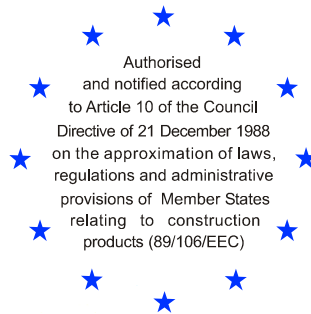 Authorised
and notified according
to Article 10 of the Council
Directive of 21 December 1988
on the approximation of laws,
regulations and administrative
provisions of Member States
relating to construction
products (89/106/EEC)